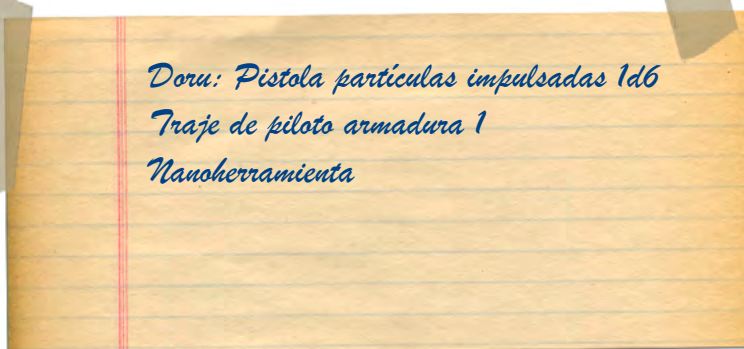 Doru: Pistola partículas impulsadas 1d6
Traje de piloto armadura 1
Nanoherramienta